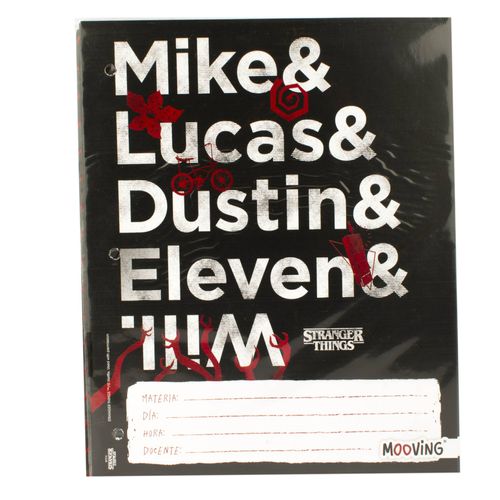 Mike&
Lucas&
Dustin&
Eleven&
Will.
STRANGER
THINGS
MATERIA:
DÍA:
HORA:
DOCENTE:
MOOVING